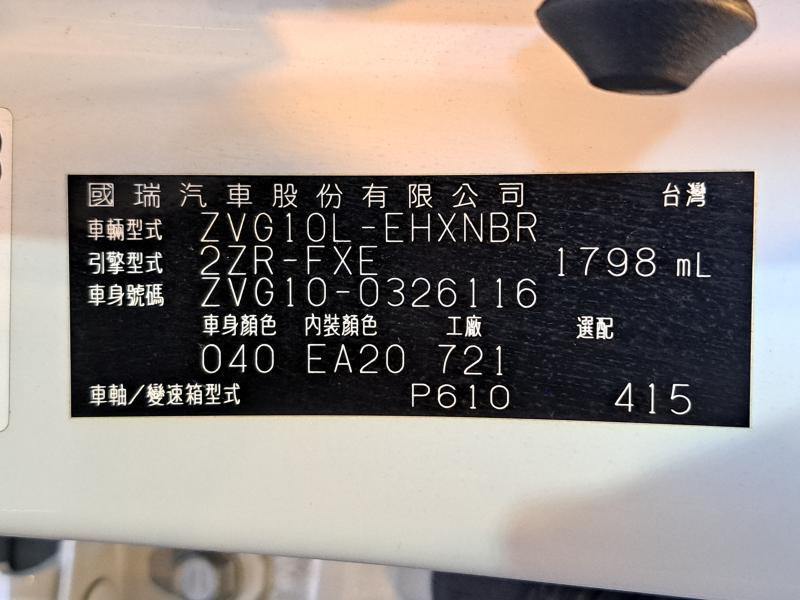 國瑞汽車股份有限公司 台灣
車輛型式 ZVG10L-EHXNBR
引擎型式 2ZR-FXE 1798 mL
車身號碼 ZVG10-0326116
車身顏色 內裝顏色 工廠 選配
040 EA20 721
車軸/變速箱型式 P610 415